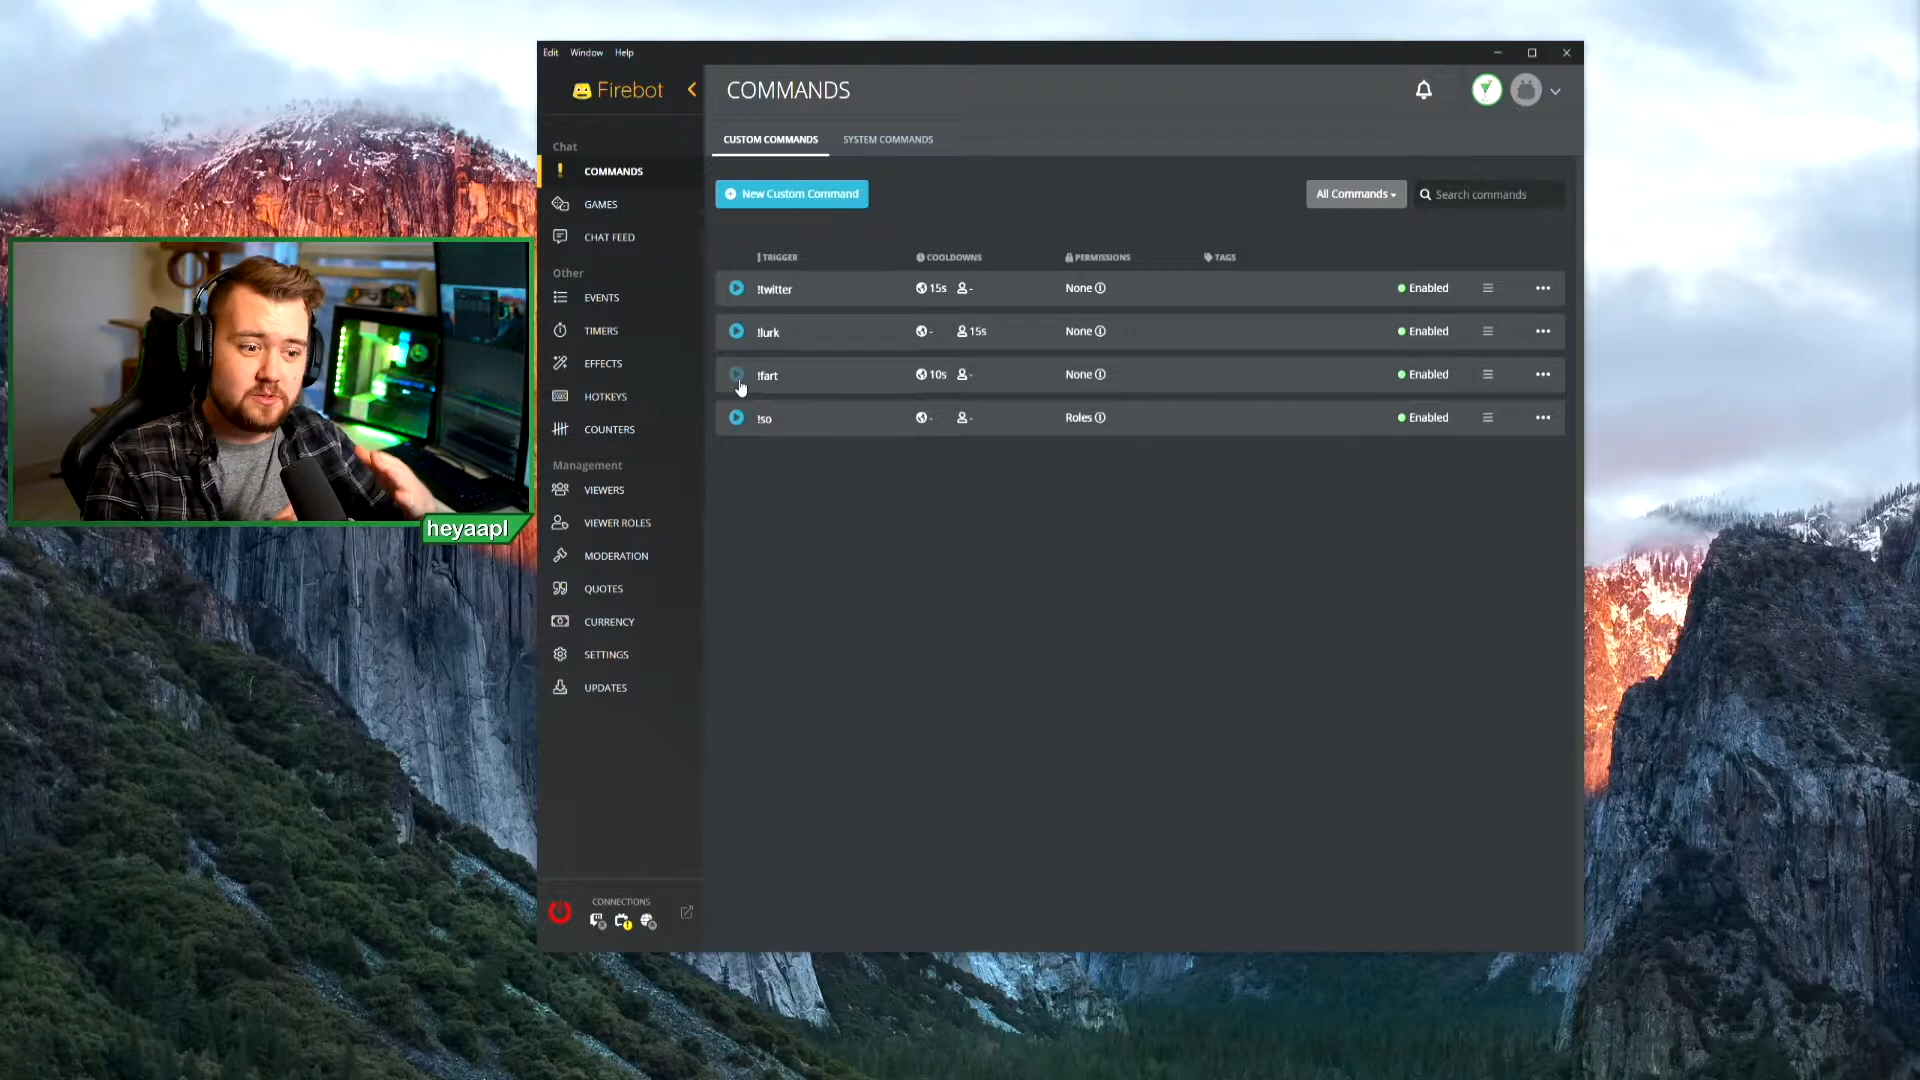 Edit Window Help
Firebot
COMMANDS
Chat
COMMANDS
GAMES
CHAT FEED
Other
EVENTS
TIMERS
EFFECTS
HOTKEYS
COUNTERS
Management
VIEWERS
VIEWER ROLES
MODERATION
QUOTES
CURRENCY
SETTINGS
UPDATES
CONNECTIONS
CUSTOM COMMANDS SYSTEM COMMANDS
New Custom Command All Commands Search commands
TRIGGER COOLDOWNS PERMISSIONS TAGS
!twitter 15s - None Enabled
!lurk - 15s None Enabled
!fart 10s - None Enabled
!so - - Roles Enabled
heyaapl